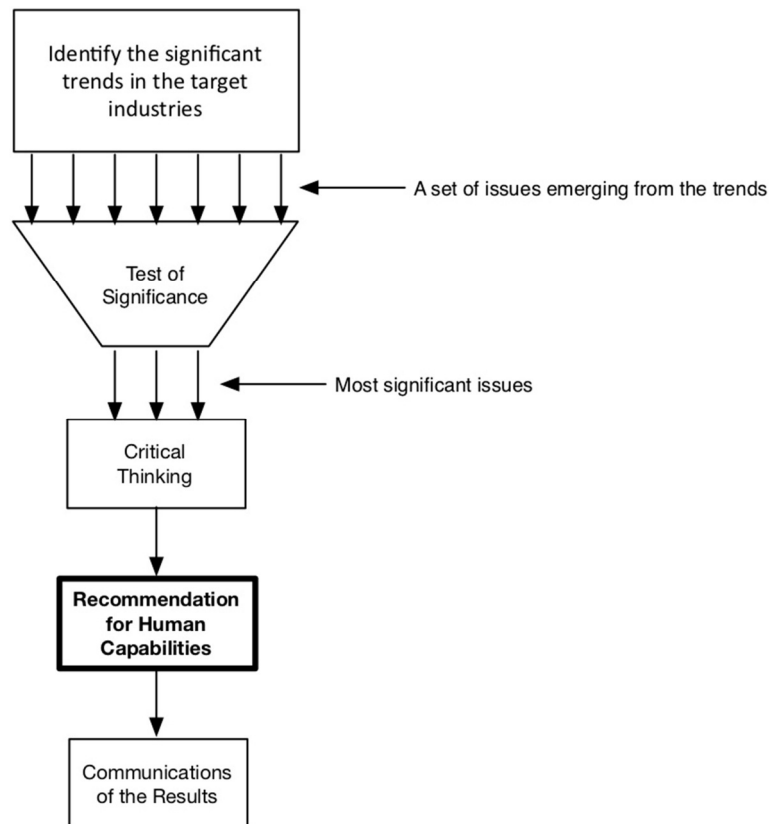 Identify the significant
trends in the target
industries
A set of issues emerging from the trends
Test of
Significance
Most significant issues
Critical
Thinking
Recommendation
for Human
Capabilities
Communications
of the Results